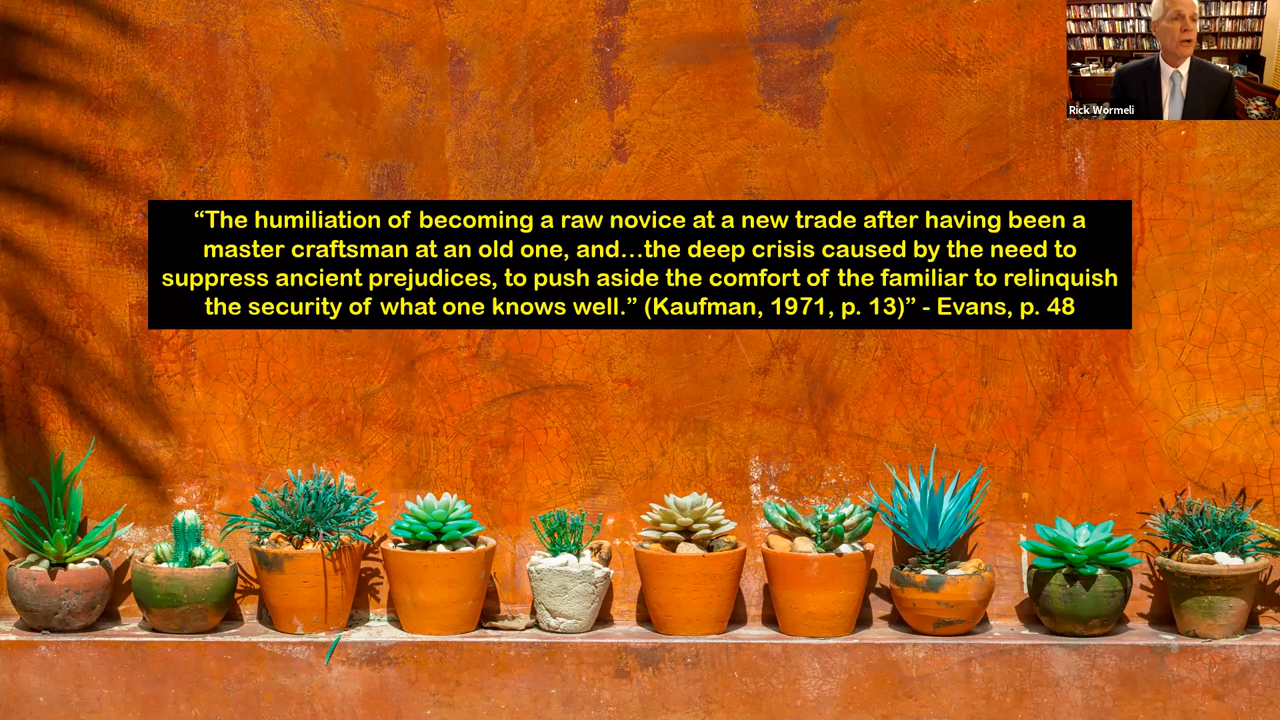 Rick Wormeli
“The humiliation of becoming a raw novice at a new trade after having been a
master craftsman at an old one, and…the deep crisis caused by the need to
suppress ancient prejudices, to push aside the comfort of the familiar to relinquish
the security of what one knows well.” (Kaufman, 1971, p. 13)” - Evans, p. 48